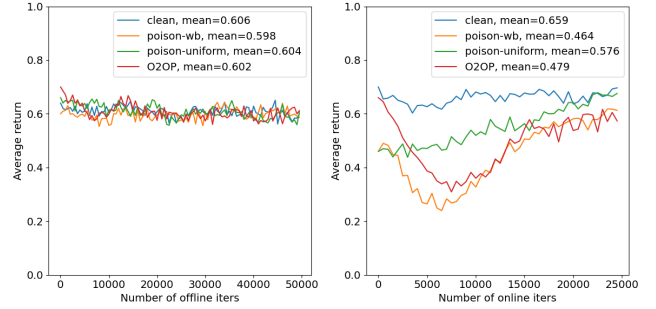 clean, mean=0.606
poison-wb, mean=0.598
poison-uniform, mean=0.604
O2OP, mean=0.602
1.0
0.8
0.6
0.4
0.2
0.0
Average return
0
10000
20000
30000
40000
50000
Number of offline iters
clean, mean=0.659
poison-wb, mean=0.464
poison-uniform, mean=0.576
O2OP, mean=0.479
1.0
0.8
0.6
0.4
0.2
0.0
Average return
0
5000
10000
15000
20000
25000
Number of online iters